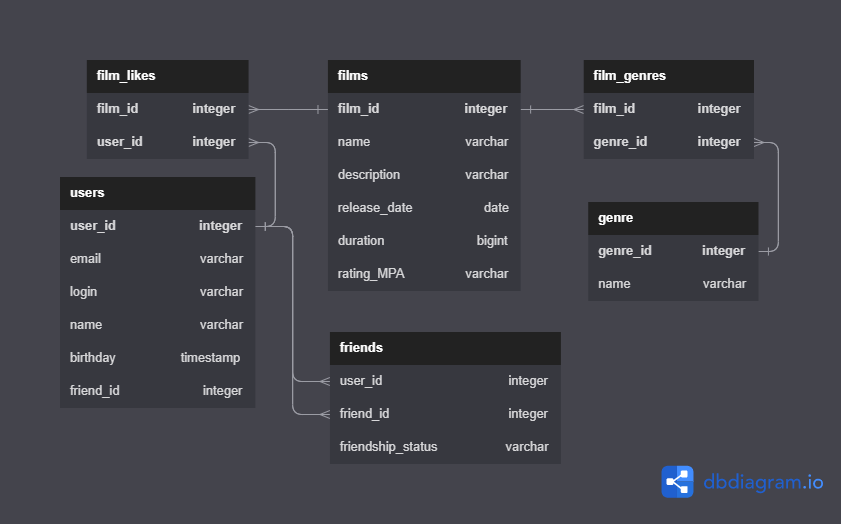 film_likes
film_id integer
user_id integer
users
user_id integer
email varchar
login varchar
name varchar
birthday timestamp
friend_id integer
films
film_id integer
name varchar
description varchar
release_date date
duration bigint
rating_MPA varchar
friends
user_id integer
friend_id integer
friendship_status varchar
film_genres
film_id integer
genre_id integer
genre
genre_id integer
name varchar
dbdiagram.io